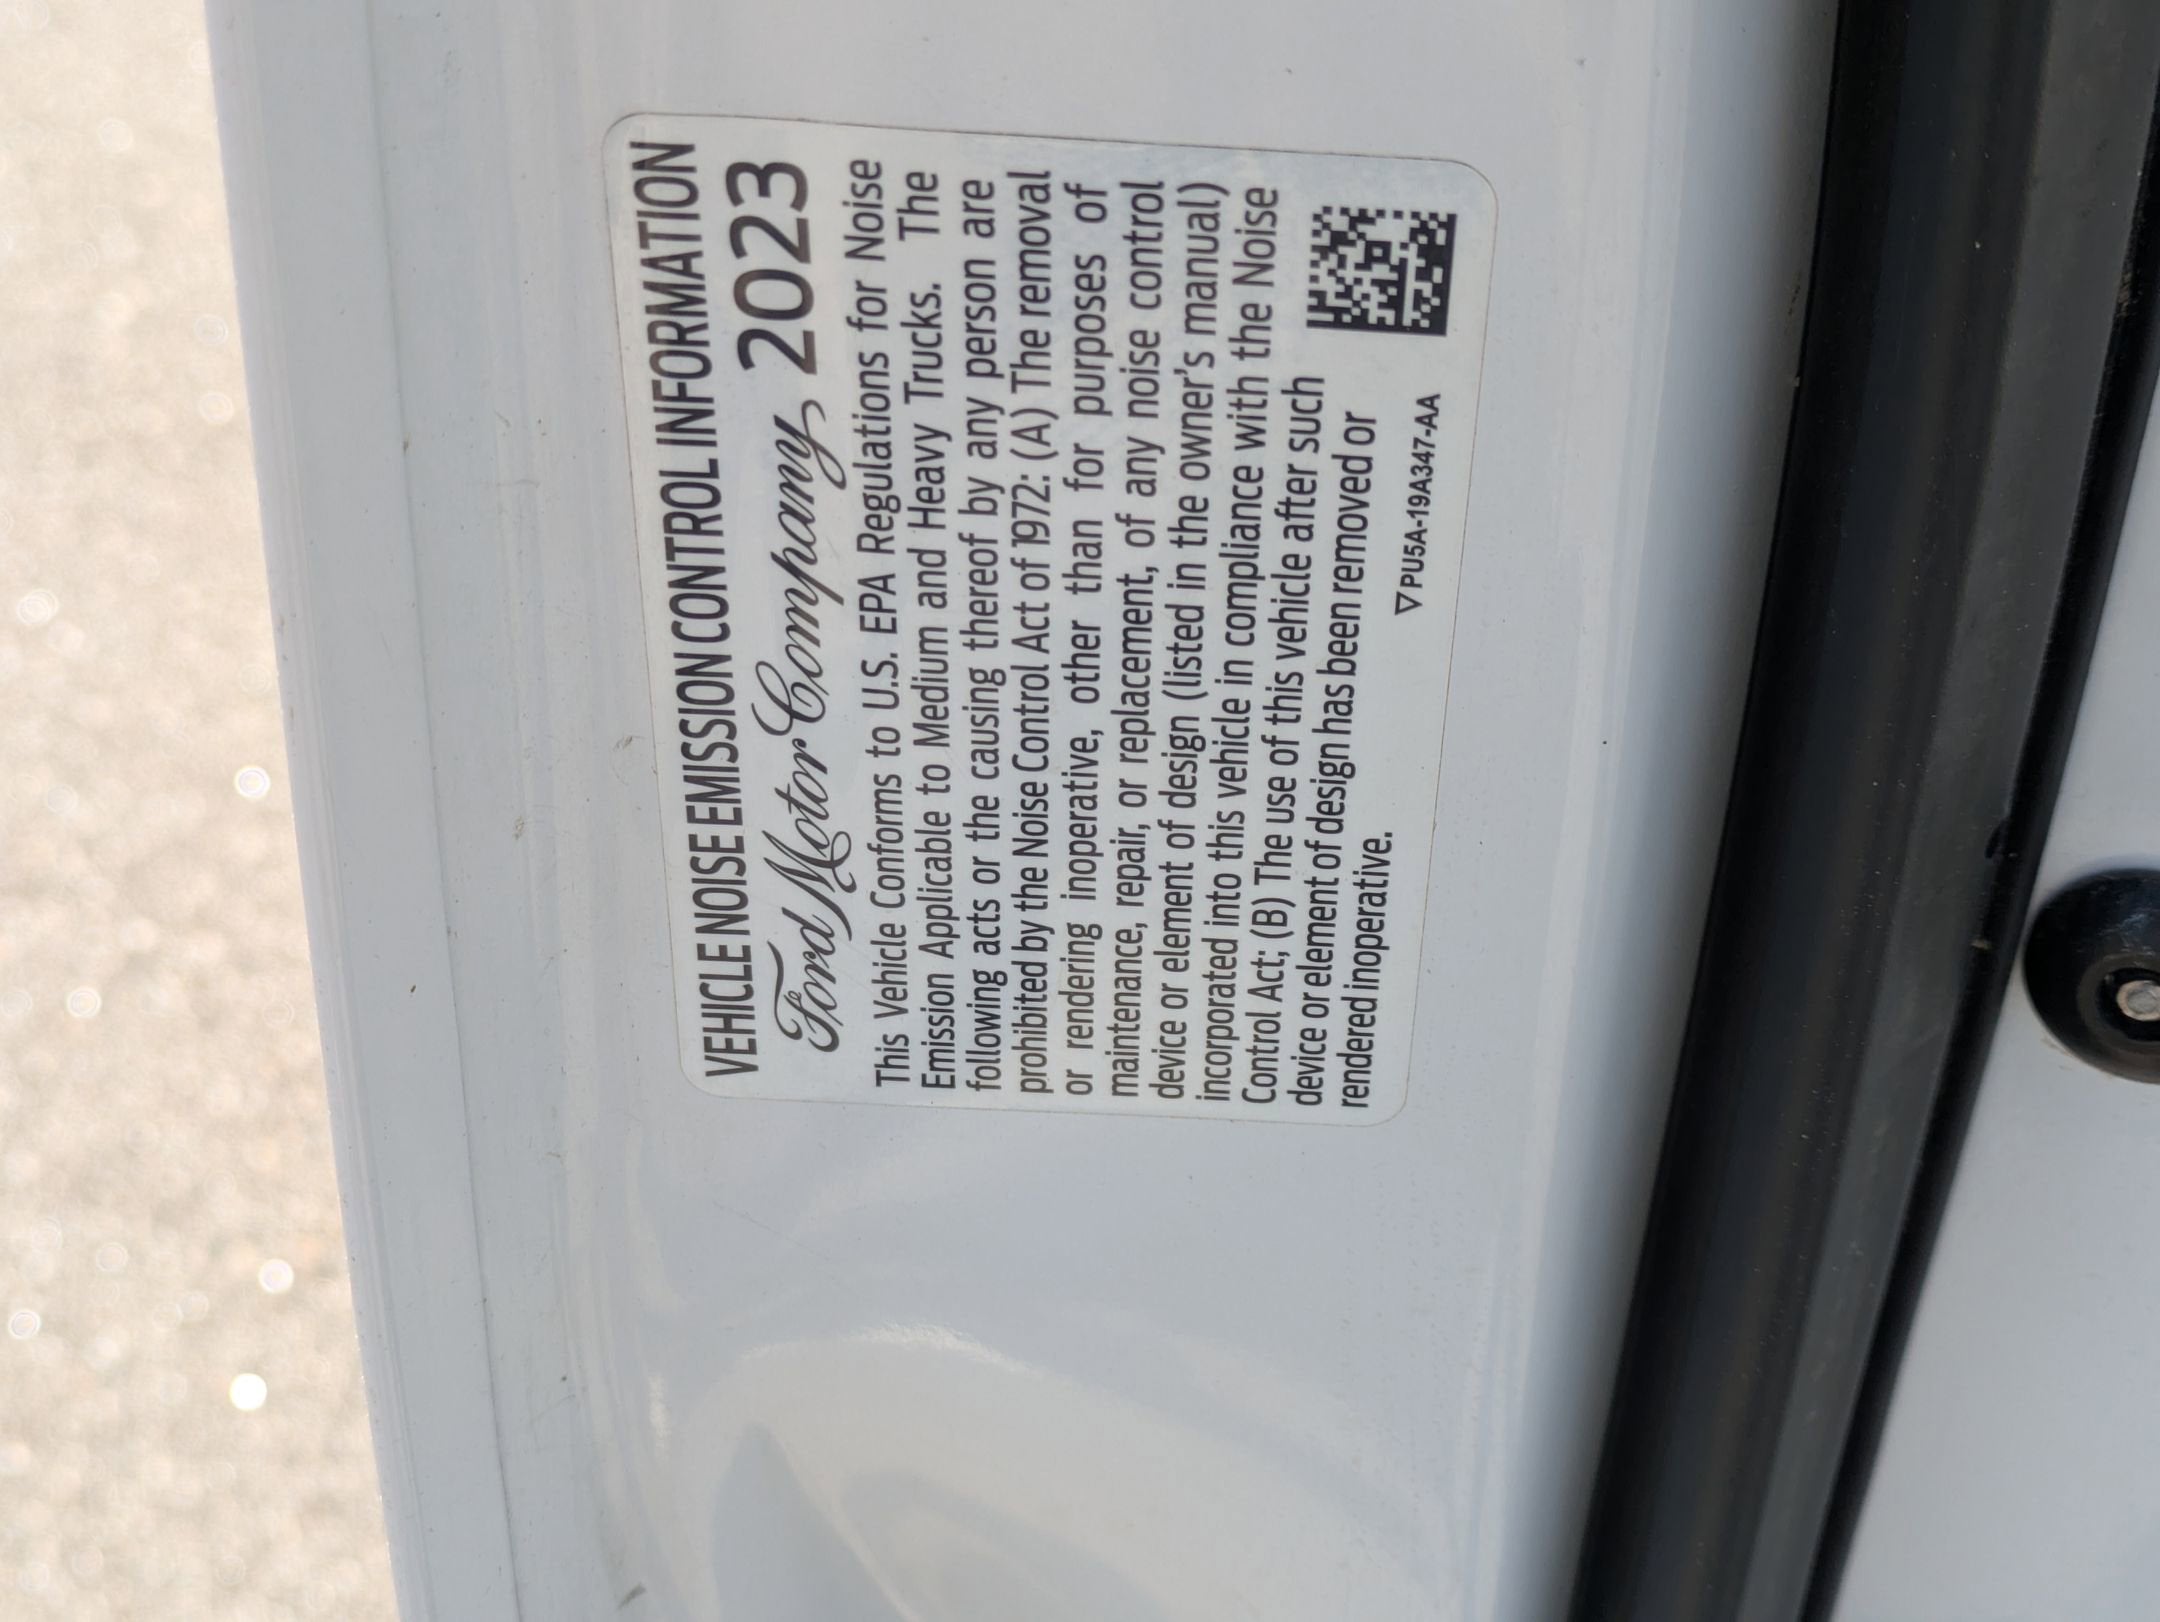 VEHICLE NOISE EMISSION CONTROL INFORMATION
Ford Motor Company, 2023
This Vehicle Conforms to U.S. EPA Regulations for Noise
Emission Applicable to Medium and Heavy Trucks. The
following acts or the causing thereof by any person are
prohibited by the Noise Control Act of 1972: (A) The removal
or rendering inoperative, other than for purposes of
maintenance, repair, or replacement, of any noise control
device or element of design (listed in the owner's manual)
incorporated into this vehicle in compliance with the Noise
Control Act; (B) The use of this vehicle after such
device or element of design has been removed or
rendered inoperative.
▽PU5A-19A347-AA